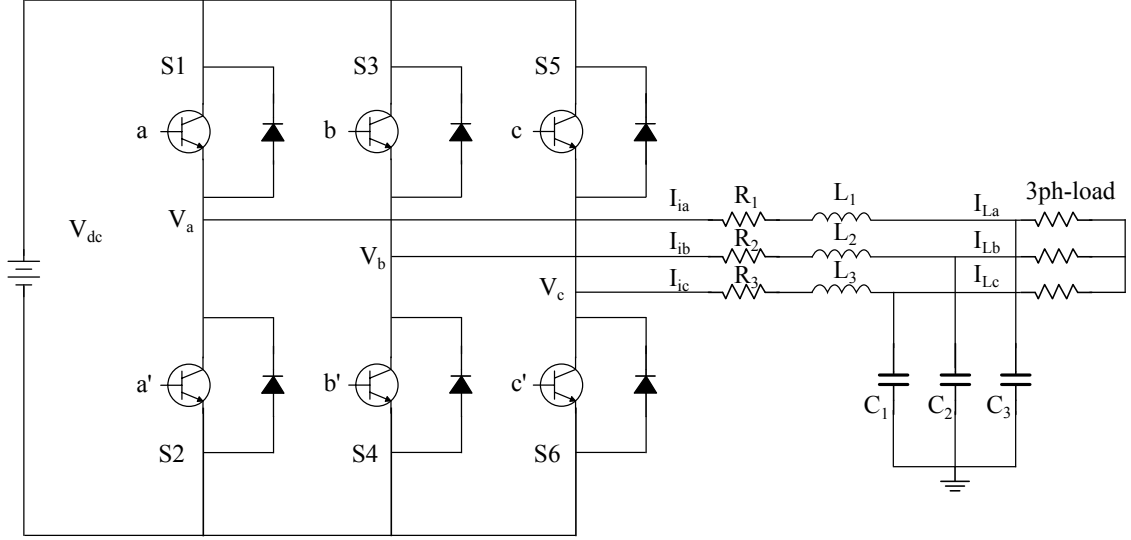 S1 S3 S5
a b c
V_dc V_a I_ia R_1 L_1 I_La 3ph-load
V_b I_ib R_2 L_2 I_Lb
V_c I_ic R_3 L_3 I_Lc
a' b' c'
C_1 C_2 C_3
S2 S4 S6